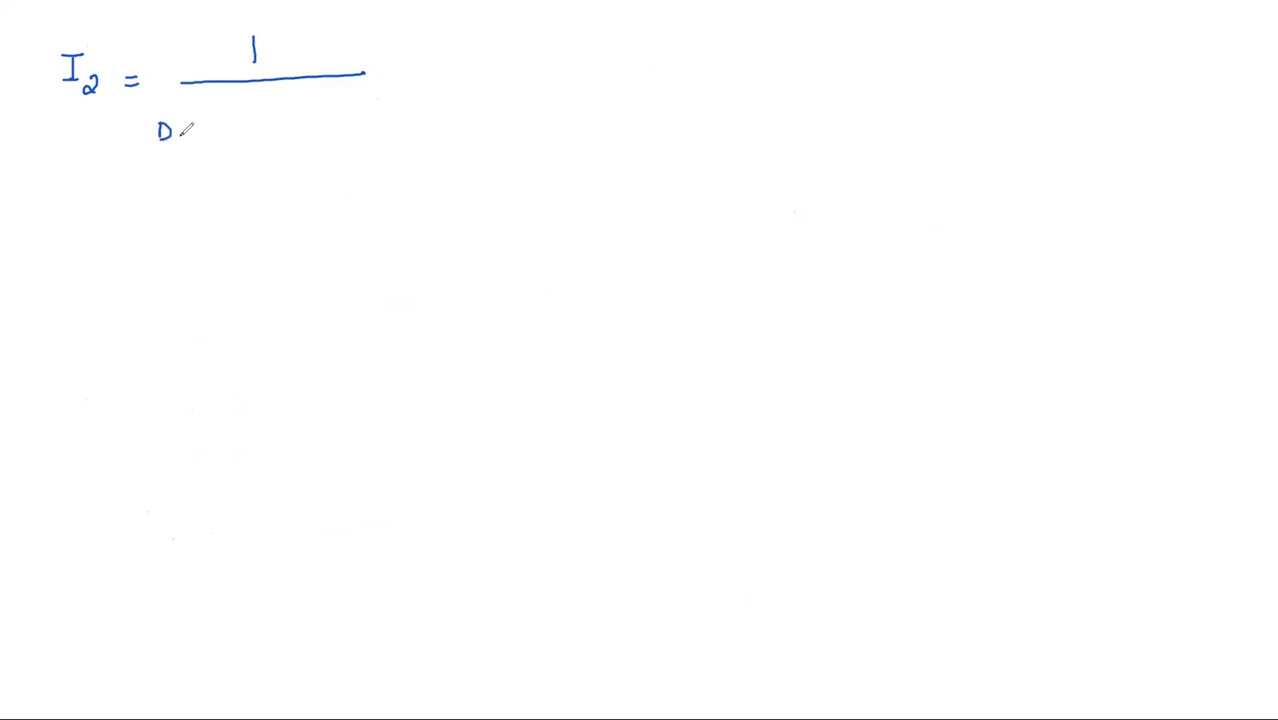 I₂ = 1 / D